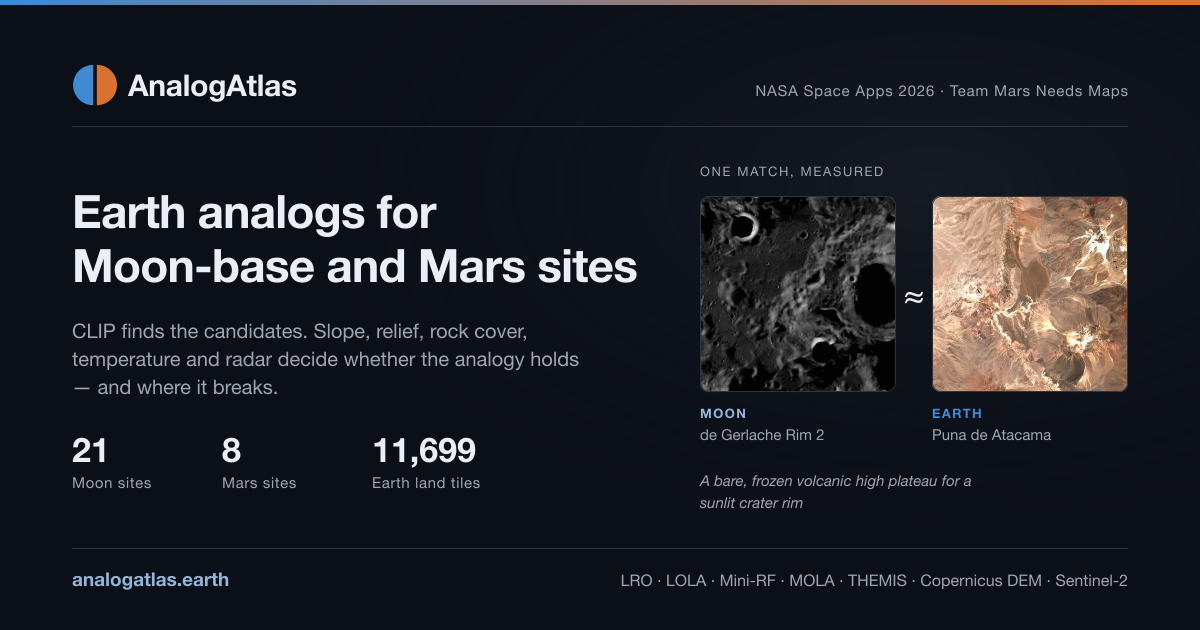 AnalogAtlas
NASA Space Apps 2026 · Team Mars Needs Maps
Earth analogs for
Moon-base and Mars sites
CLIP finds the candidates. Slope, relief, rock cover,
temperature and radar decide whether the analogy holds
— and where it breaks.
21
Moon sites
8
Mars sites
11,699
Earth land tiles
ONE MATCH, MEASURED
≈
MOON
de Gerlache Rim 2
EARTH
Puna de Atacama
A bare, frozen volcanic high plateau for a
sunlit crater rim
analogatlas.earth
LRO · LOLA · Mini-RF · MOLA · THEMIS · Copernicus DEM · Sentinel-2